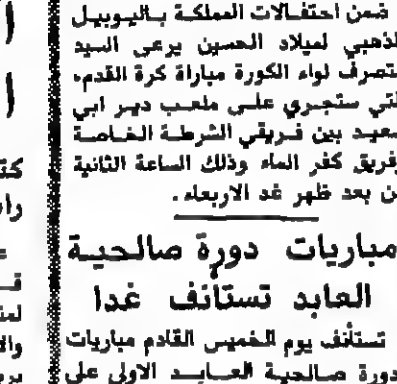 ضمن احتفالات المملكة باليوبيل
الذهبي لميلاد الحسين يرعى السيد
متصرف لواء الكورة مباراة كرة القدم،
التي ستجري على ملعب دير ابي
سعيد بين فريقي الشرطة الخاصة
وفريق كفر الماء وذلك الساعة الثانية
من بعد ظهر غد الاربعاء.
مباريات دورة صالحية
العابد تستأنف غدا
تستأنف يوم الخميس القادم مباريات
دورة صالحية العابد الاولى على